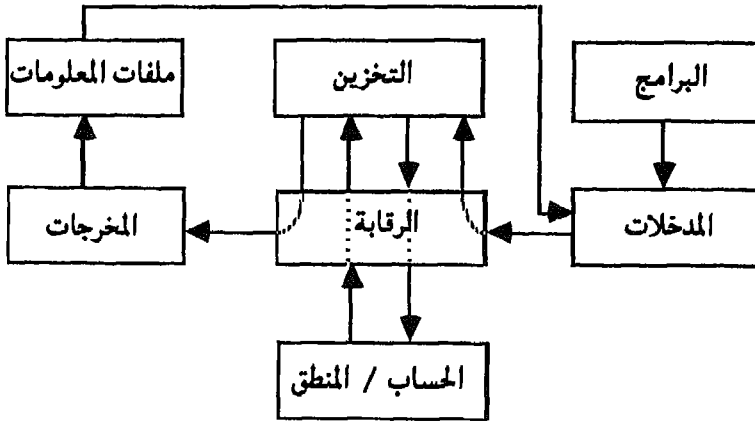 البرامج
التخزين
ملفات المعلومات
المدخلات
الرقابة
المخرجات
الحساب / المنطق